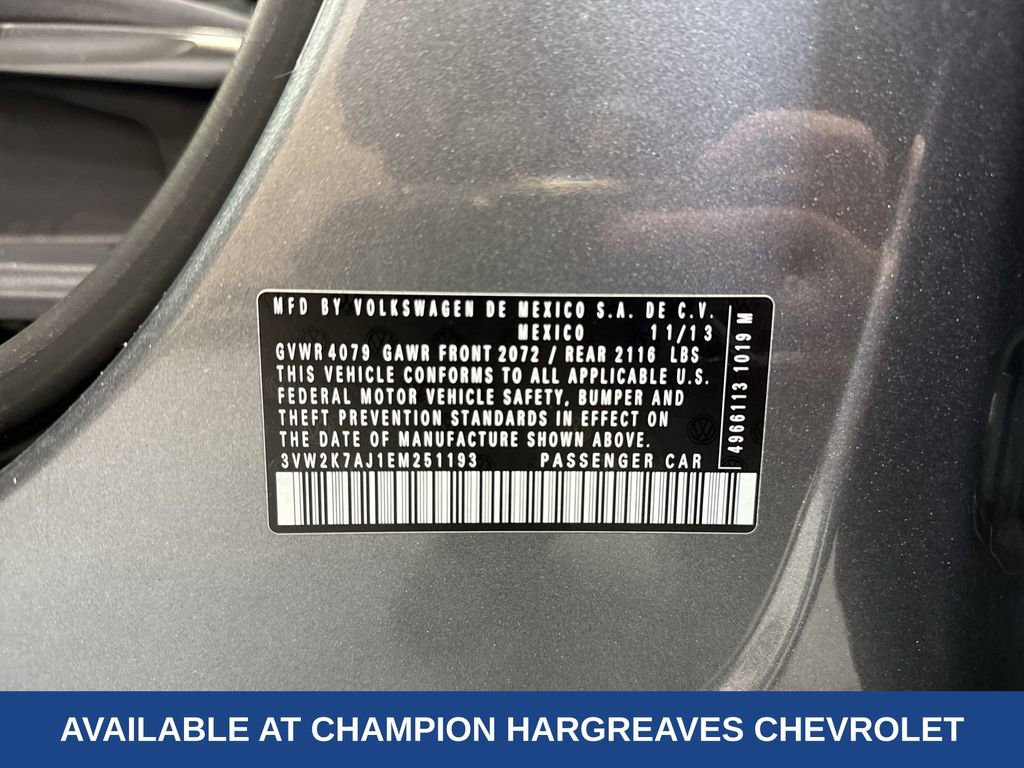 MFD BY VOLKSWAGEN DE MEXICO S.A. DE C.V.
MEXICO 11/13
GVWR 4079 GAWR FRONT 2072 / REAR 2116 LBS
THIS VEHICLE CONFORMS TO ALL APPLICABLE U.S.
FEDERAL MOTOR VEHICLE SAFETY, BUMPER AND
THEFT PREVENTION STANDARDS IN EFFECT ON
THE DATE OF MANUFACTURE SHOWN ABOVE.
3VW2K7AJ1EM251193 PASSENGER CAR
4966113 1019 M
AVAILABLE AT CHAMPION HARGREAVES CHEVROLET